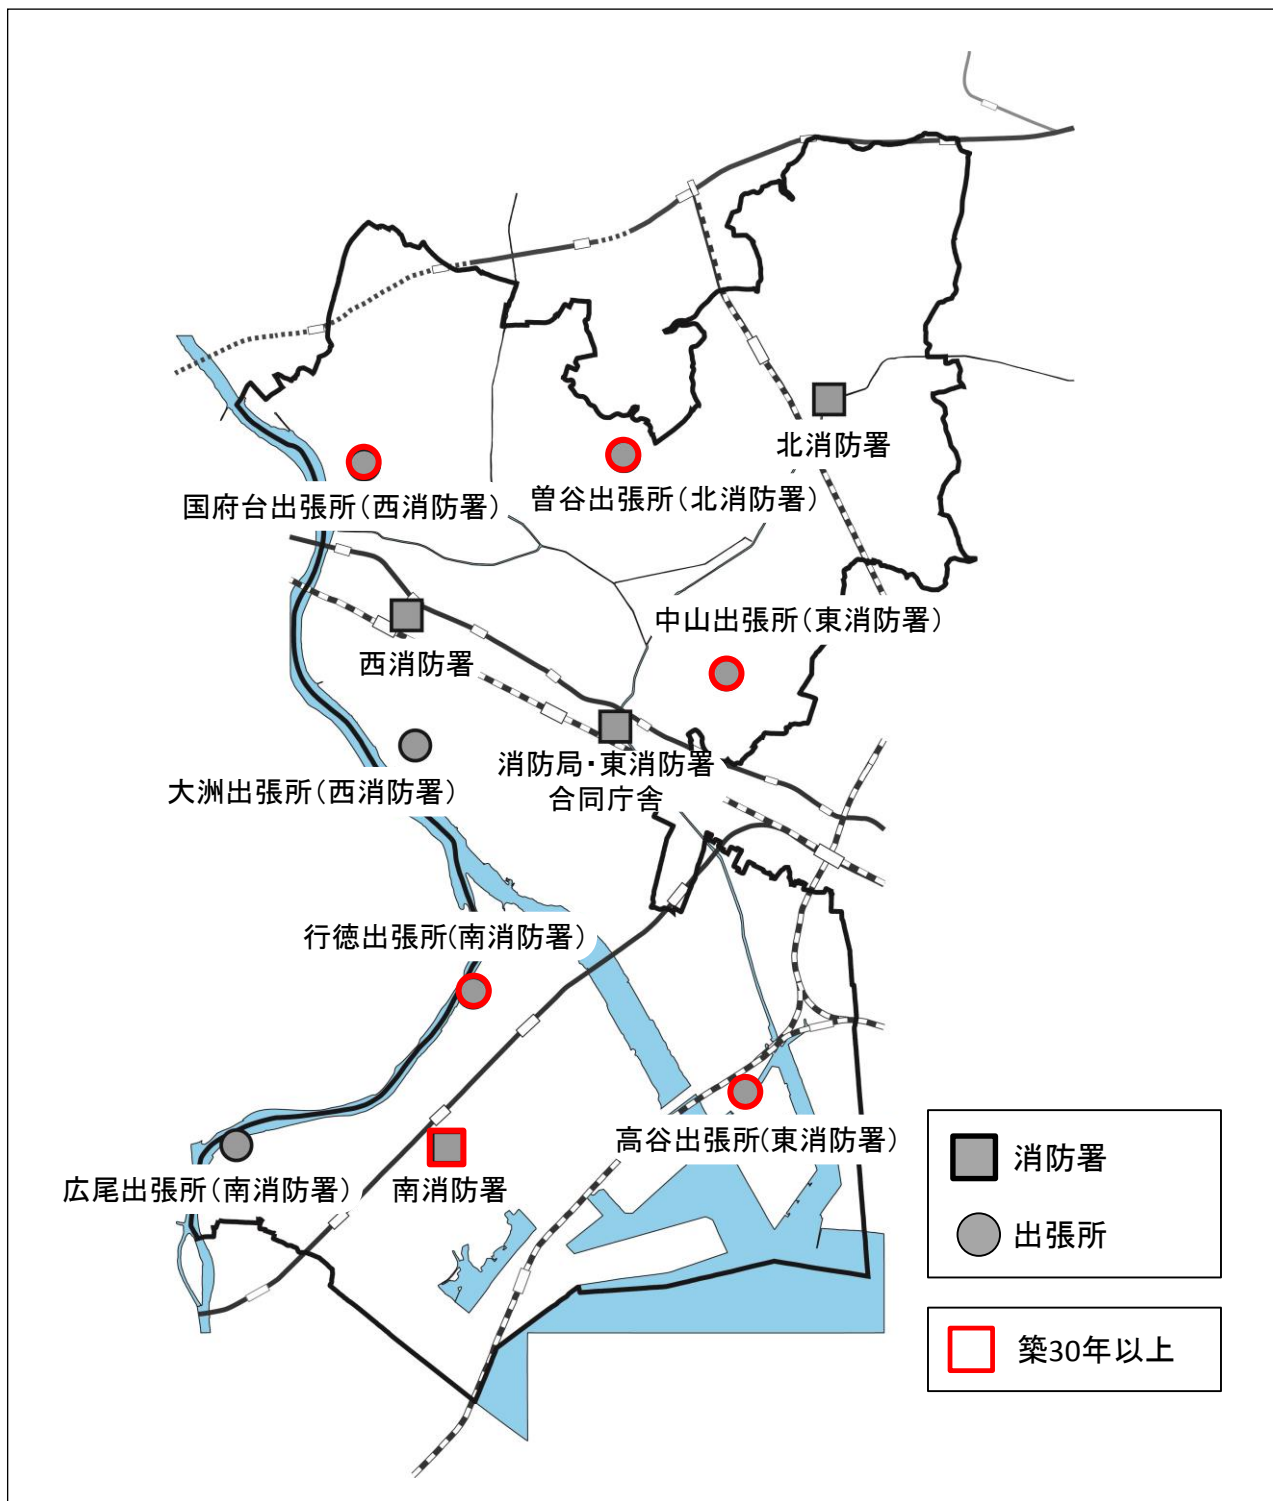 北消防署
国府台出張所(西消防署)
曽谷出張所(北消防署)
中山出張所(東消防署)
西消防署
消防局・東消防署
合同庁舎
大洲出張所(西消防署)
行徳出張所(南消防署)
高谷出張所(東消防署)
広尾出張所(南消防署)
南消防署
消防署
出張所
築30年以上